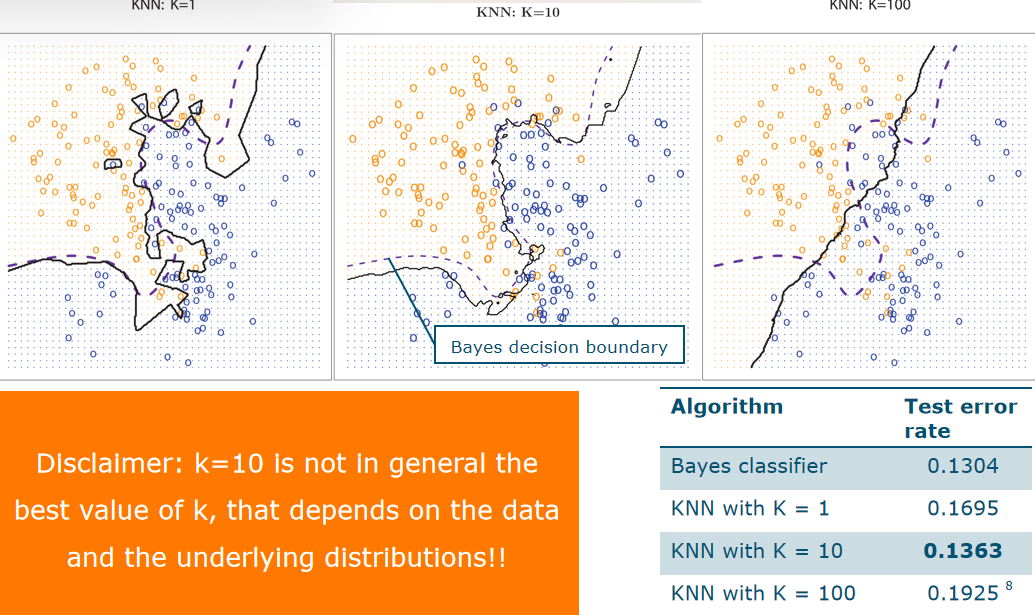 KNN: K=1
KNN: K=10
KNN: K=100
Bayes decision boundary
Disclaimer: k=10 is not in general the
best value of k, that depends on the data
and the underlying distributions!!
Algorithm Test error
rate
Bayes classifier 0.1304
KNN with K = 1 0.1695
KNN with K = 10 0.1363
KNN with K = 100 0.1925 8